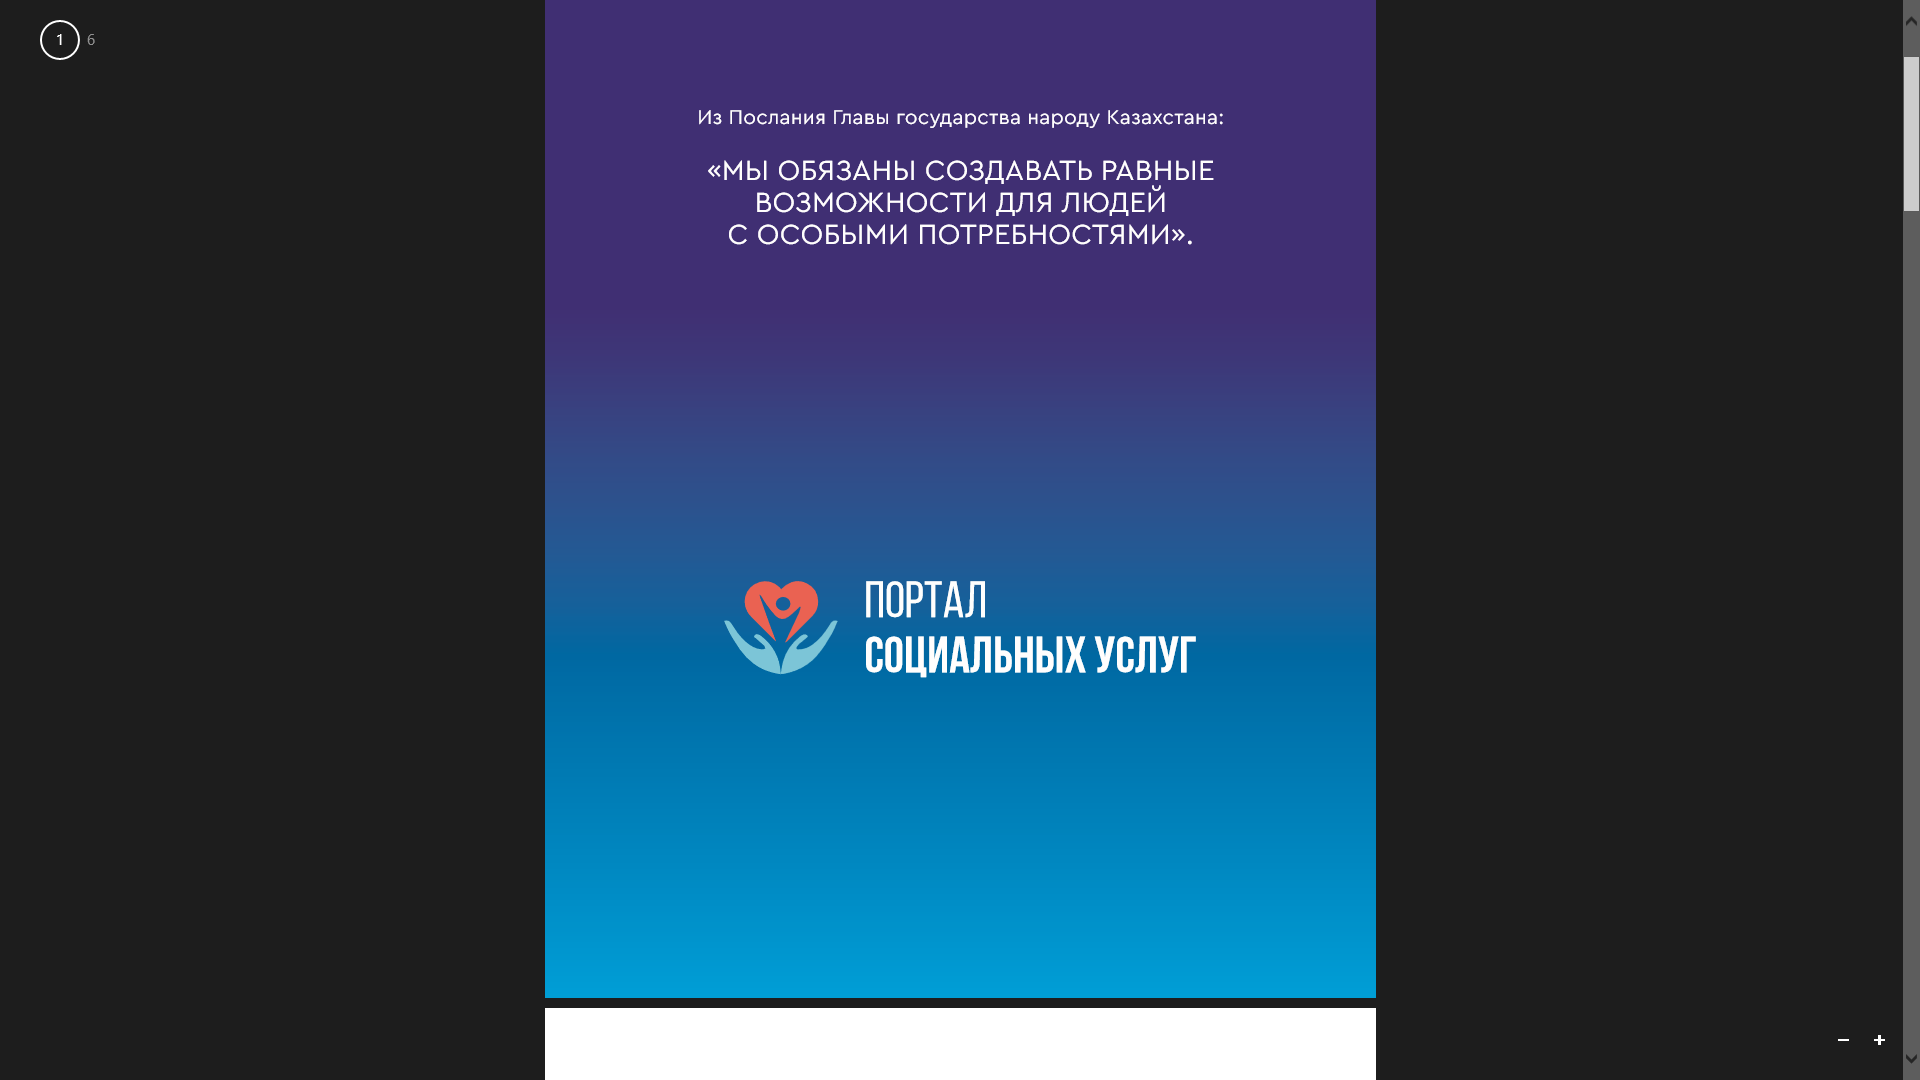 1 6
Из Послания Главы государства народу Казахстана:
«МЫ ОБЯЗАНЫ СОЗДАВАТЬ РАВНЫЕ
ВОЗМОЖНОСТИ ДЛЯ ЛЮДЕЙ
С ОСОБЫМИ ПОТРЕБНОСТЯМИ».
ПОРТАЛ
СОЦИАЛЬНЫХ УСЛУГ